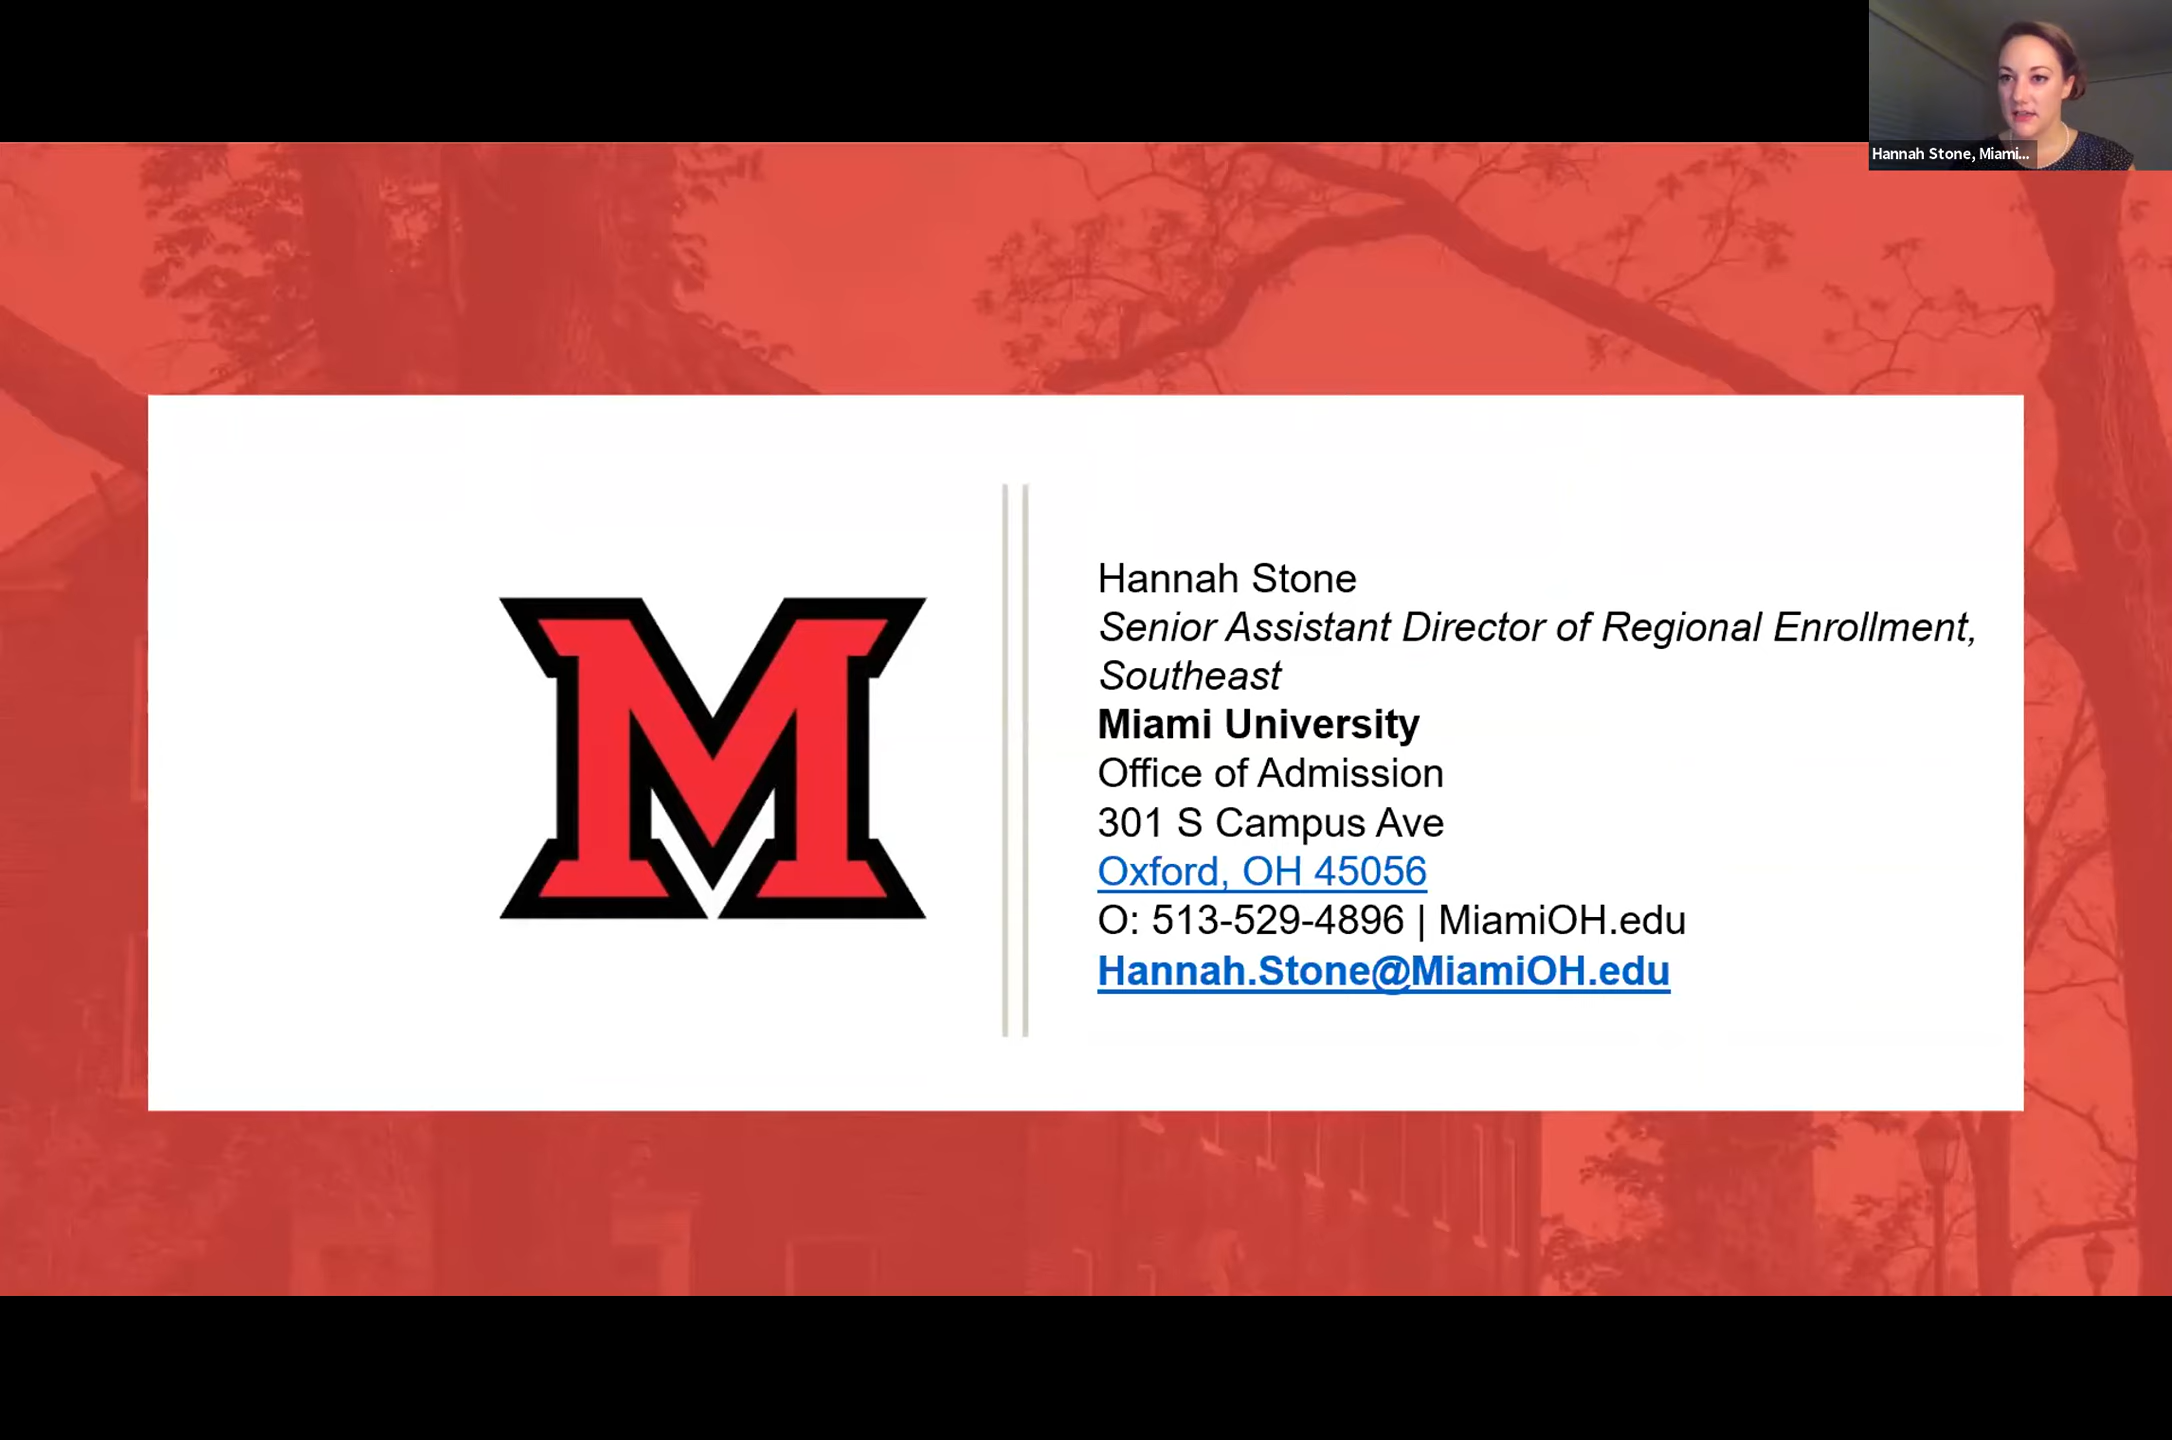 Hannah Stone, Miami...
Hannah Stone
Senior Assistant Director of Regional Enrollment,
Southeast
Miami University
Office of Admission
301 S Campus Ave
Oxford, OH 45056
O: 513-529-4896 | MiamiOH.edu
Hannah.Stone@MiamiOH.edu
M